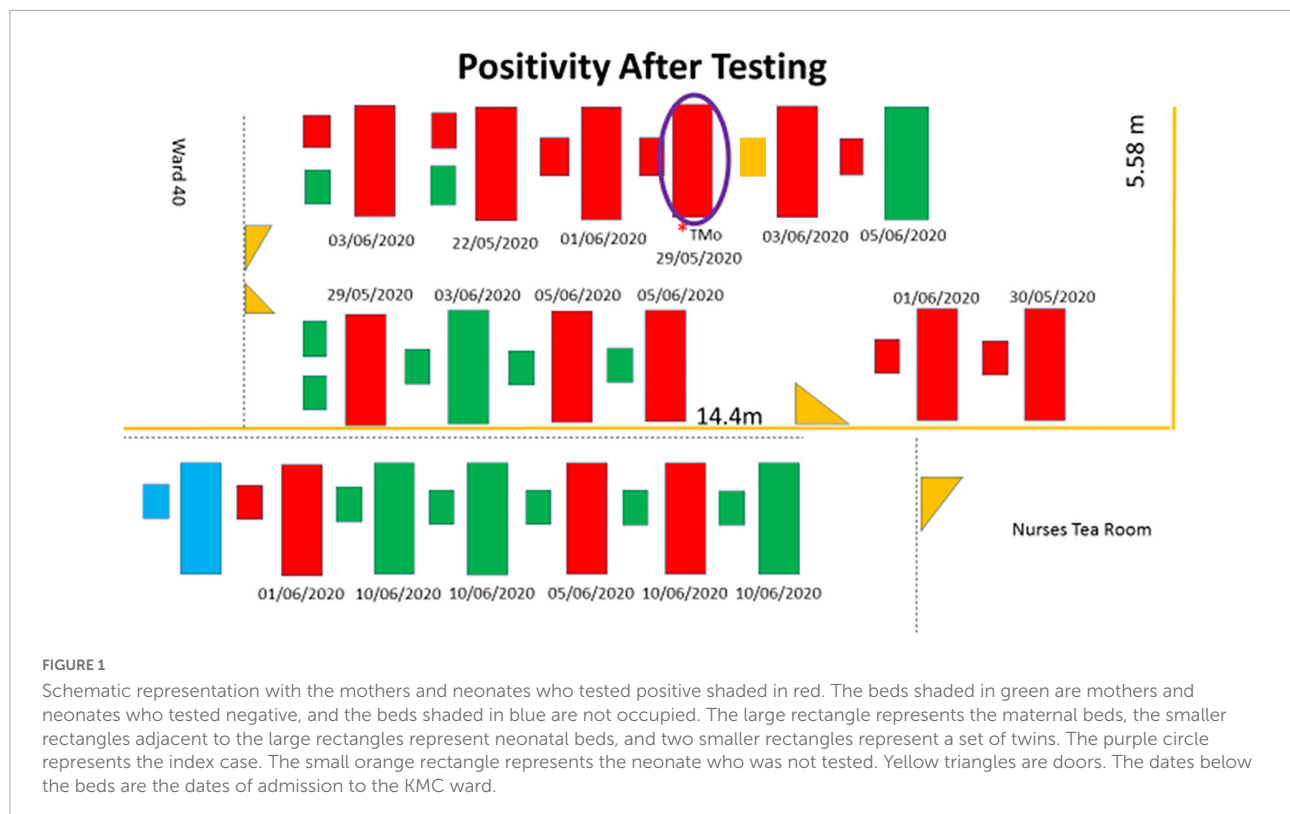 Positivity After Testing
Ward 40
5.58 m
03/06/2020
22/05/2020
01/06/2020
*TMo
29/05/2020
03/06/2020
05/06/2020
29/05/2020
03/06/2020
05/06/2020
05/06/2020
01/06/2020
30/05/2020
14.4m
01/06/2020
10/06/2020
10/06/2020
05/06/2020
10/06/2020
10/06/2020
Nurses Tea Room
FIGURE 1
Schematic representation with the mothers and neonates who tested positive shaded in red. The beds shaded in green are mothers and
neonates who tested negative, and the beds shaded in blue are not occupied. The large rectangle represents the maternal beds, the smaller
rectangles adjacent to the large rectangles represent neonatal beds, and two smaller rectangles represent a set of twins. The purple circle
represents the index case. The small orange rectangle represents the neonate who was not tested. Yellow triangles are doors. The dates below
the beds are the dates of admission to the KMC ward.